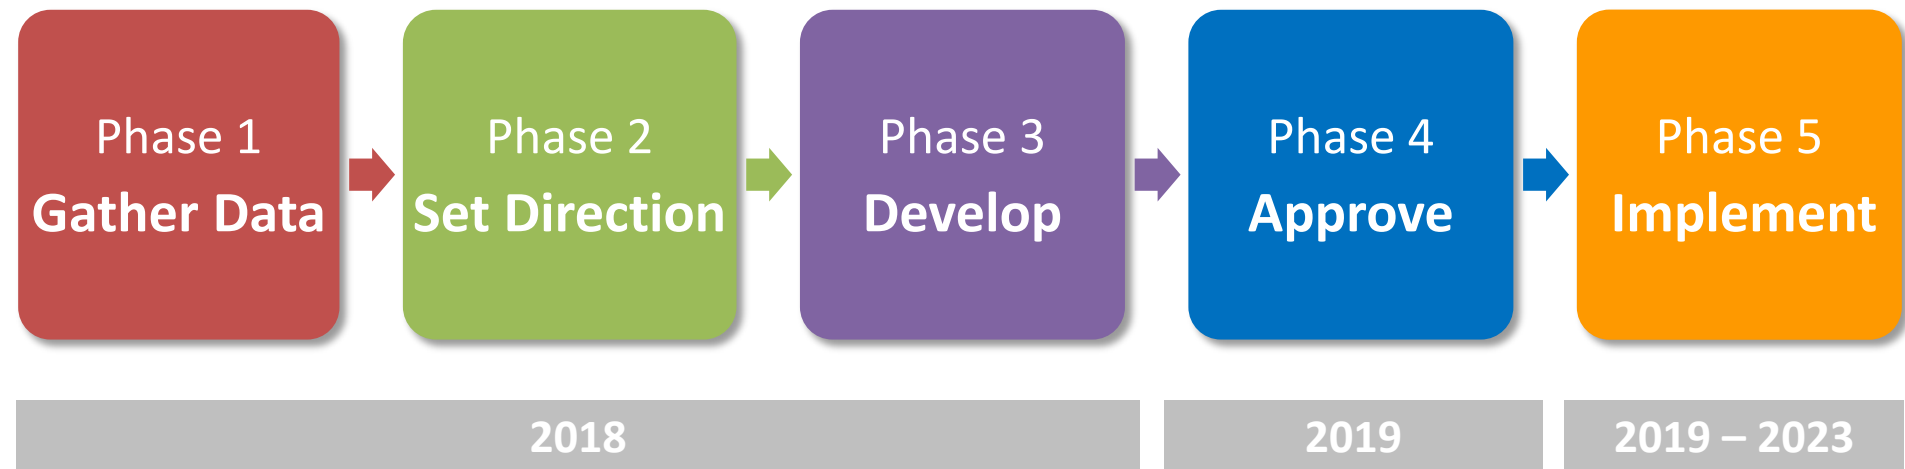 Phase 1
Gather Data
Phase 2
Set Direction
Phase 3
Develop
Phase 4
Approve
Phase 5
Implement
2018
2019
2019 – 2023